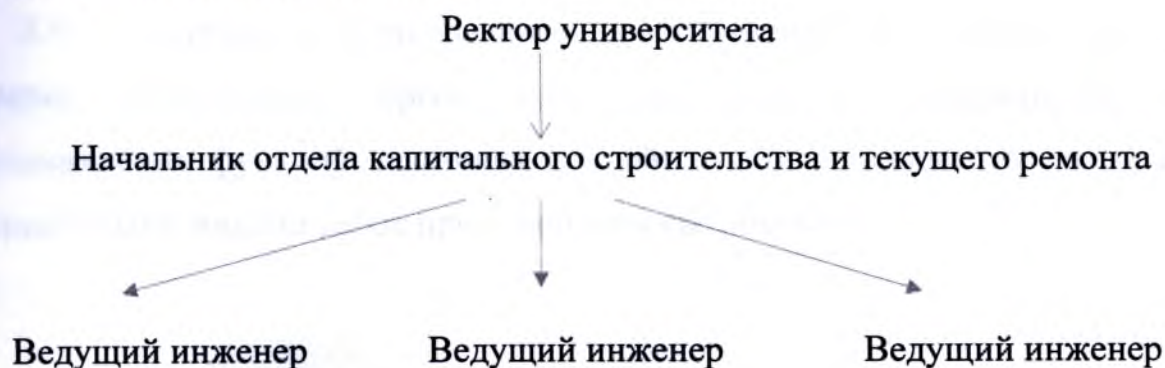 Ректор университета
Начальник отдела капитального строительства и текущего ремонта
Ведущий инженер Ведущий инженер Ведущий инженер